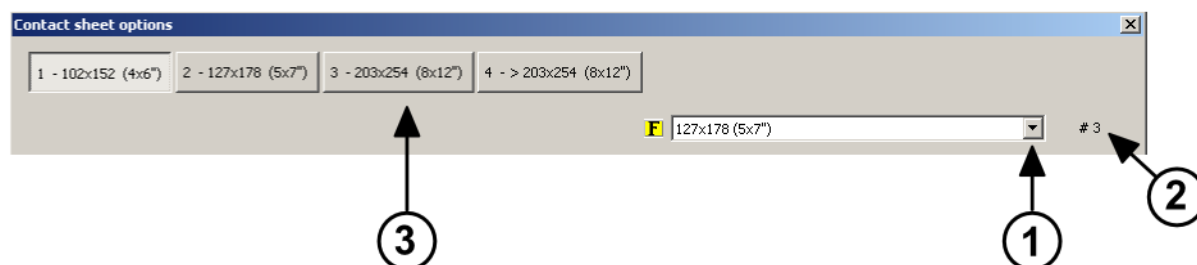 Contact sheet options
1 - 102x152 (4x6") 2 - 127x178 (5x7") 3 - 203x254 (8x12") 4 - > 203x254 (8x12")
F 127x178 (5x7") # 3
2
3 1